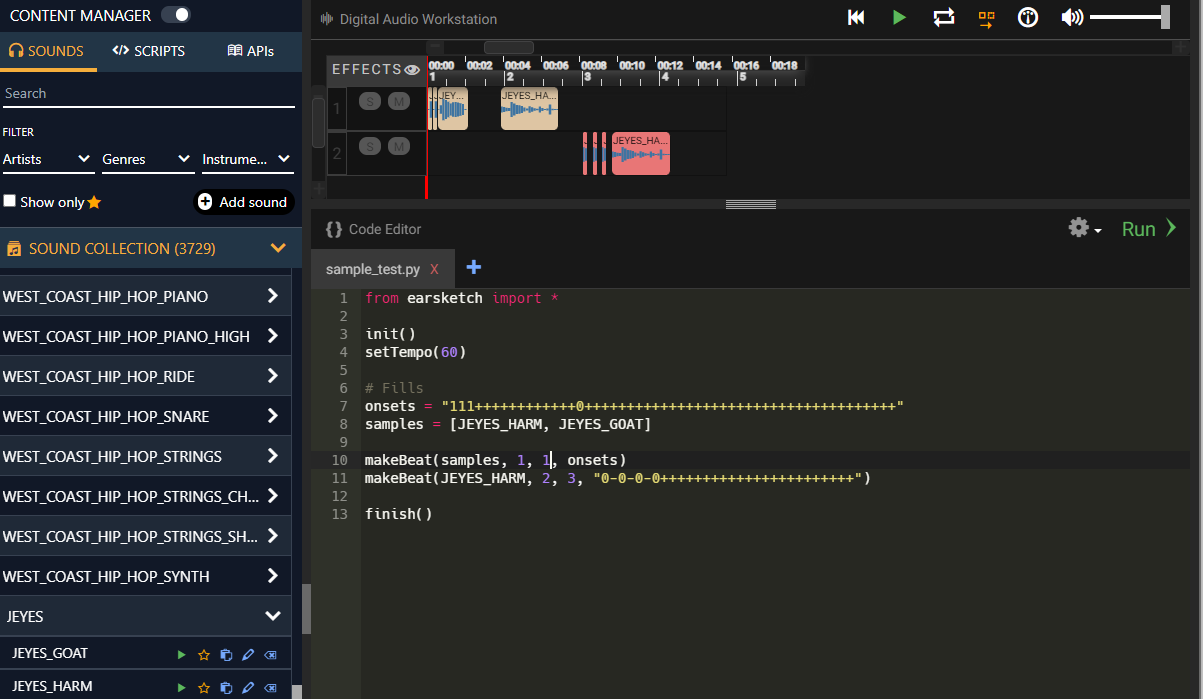 CONTENT MANAGER
SOUNDS
</> SCRIPTS
APIs
Search
FILTER
Artists
Genres
Instrume...
Show only
Add sound
SOUND COLLECTION (3729)
WEST_COAST_HIP_HOP_PIANO
WEST_COAST_HIP_HOP_PIANO_HIGH
WEST_COAST_HIP_HOP_RIDE
WEST_COAST_HIP_HOP_SNARE
WEST_COAST_HIP_HOP_STRINGS
WEST_COAST_HIP_HOP_STRINGS_CH...
WEST_COAST_HIP_HOP_STRINGS_SH...
WEST_COAST_HIP_HOP_SYNTH
JEYES
JEYES_GOAT
JEYES_HARM
Digital Audio Workstation
EFFECTS
00:00 00:02 00:04 00:06 00:08 00:10 00:12 00:14 00:16 00:18
1 2 3 4 5
1 S M JEY... JEYES_HA...
2 S M JEYES_HA...
{} Code Editor
Run
sample_test.py X
1 from earsketch import *
2
3 init()
4 setTempo(60)
5
6 # Fills
7 onsets = "111++++++++++++0+++++++++++++++++++++++++++++++++++++"
8 samples = [JEYES_HARM, JEYES_GOAT]
9
10 makeBeat(samples, 1, 1, onsets)
11 makeBeat(JEYES_HARM, 2, 3, "0-0-0-0+++++++++++++++++++++++")
12
13 finish()